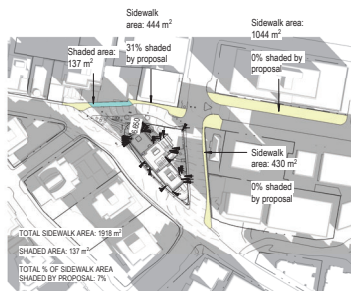 Sidewalk
area: 444 m²
31% shaded
by proposal
Sidewalk area:
1044 m²
0% shaded
by proposal
Shaded area:
137 m²
Sidewalk
area: 430 m²
0% shaded
by proposal
TOTAL SIDEWALK AREA: 1918 m²
SHADED AREA: 137 m²
TOTAL % OF SIDEWALK AREA
SHADED BY PROPOSAL: 7%